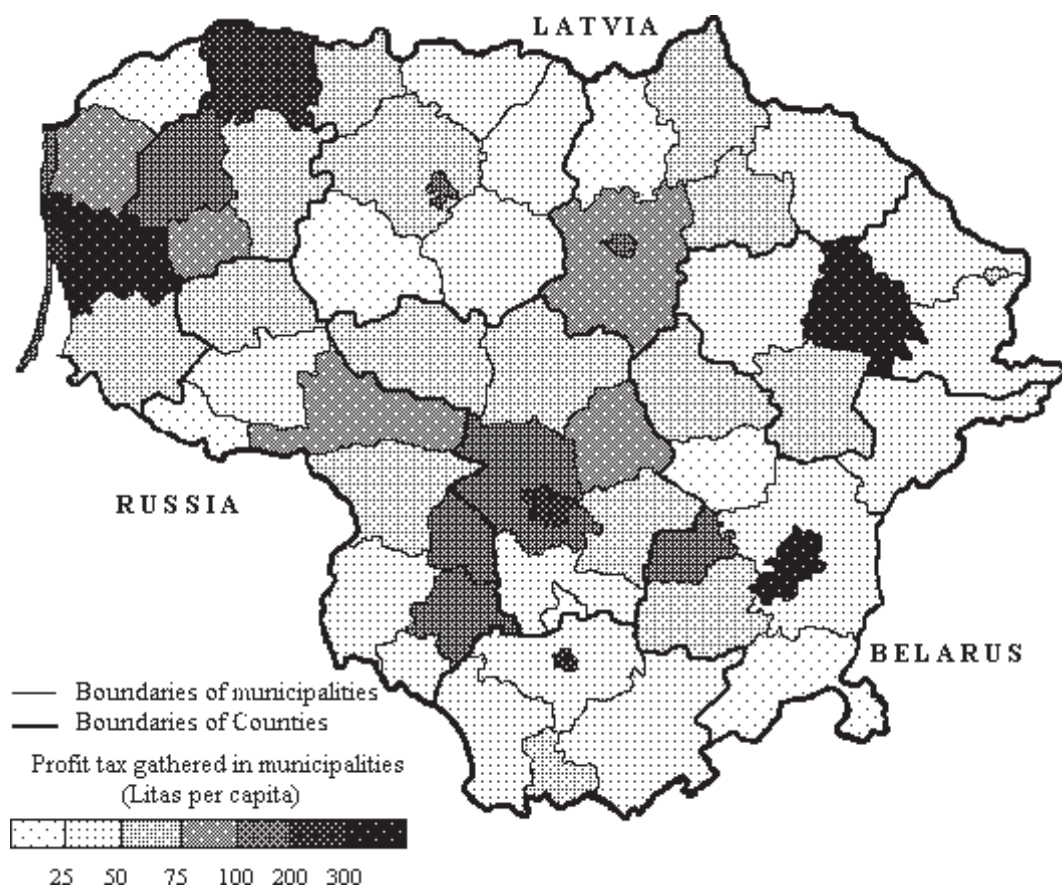 LATVIA
RUSSIA
BELARUS
Boundaries of municipalities
Boundaries of Counties
Profit tax gathered in municipalities
(Litas per capita)
25 50 75 100 200 300